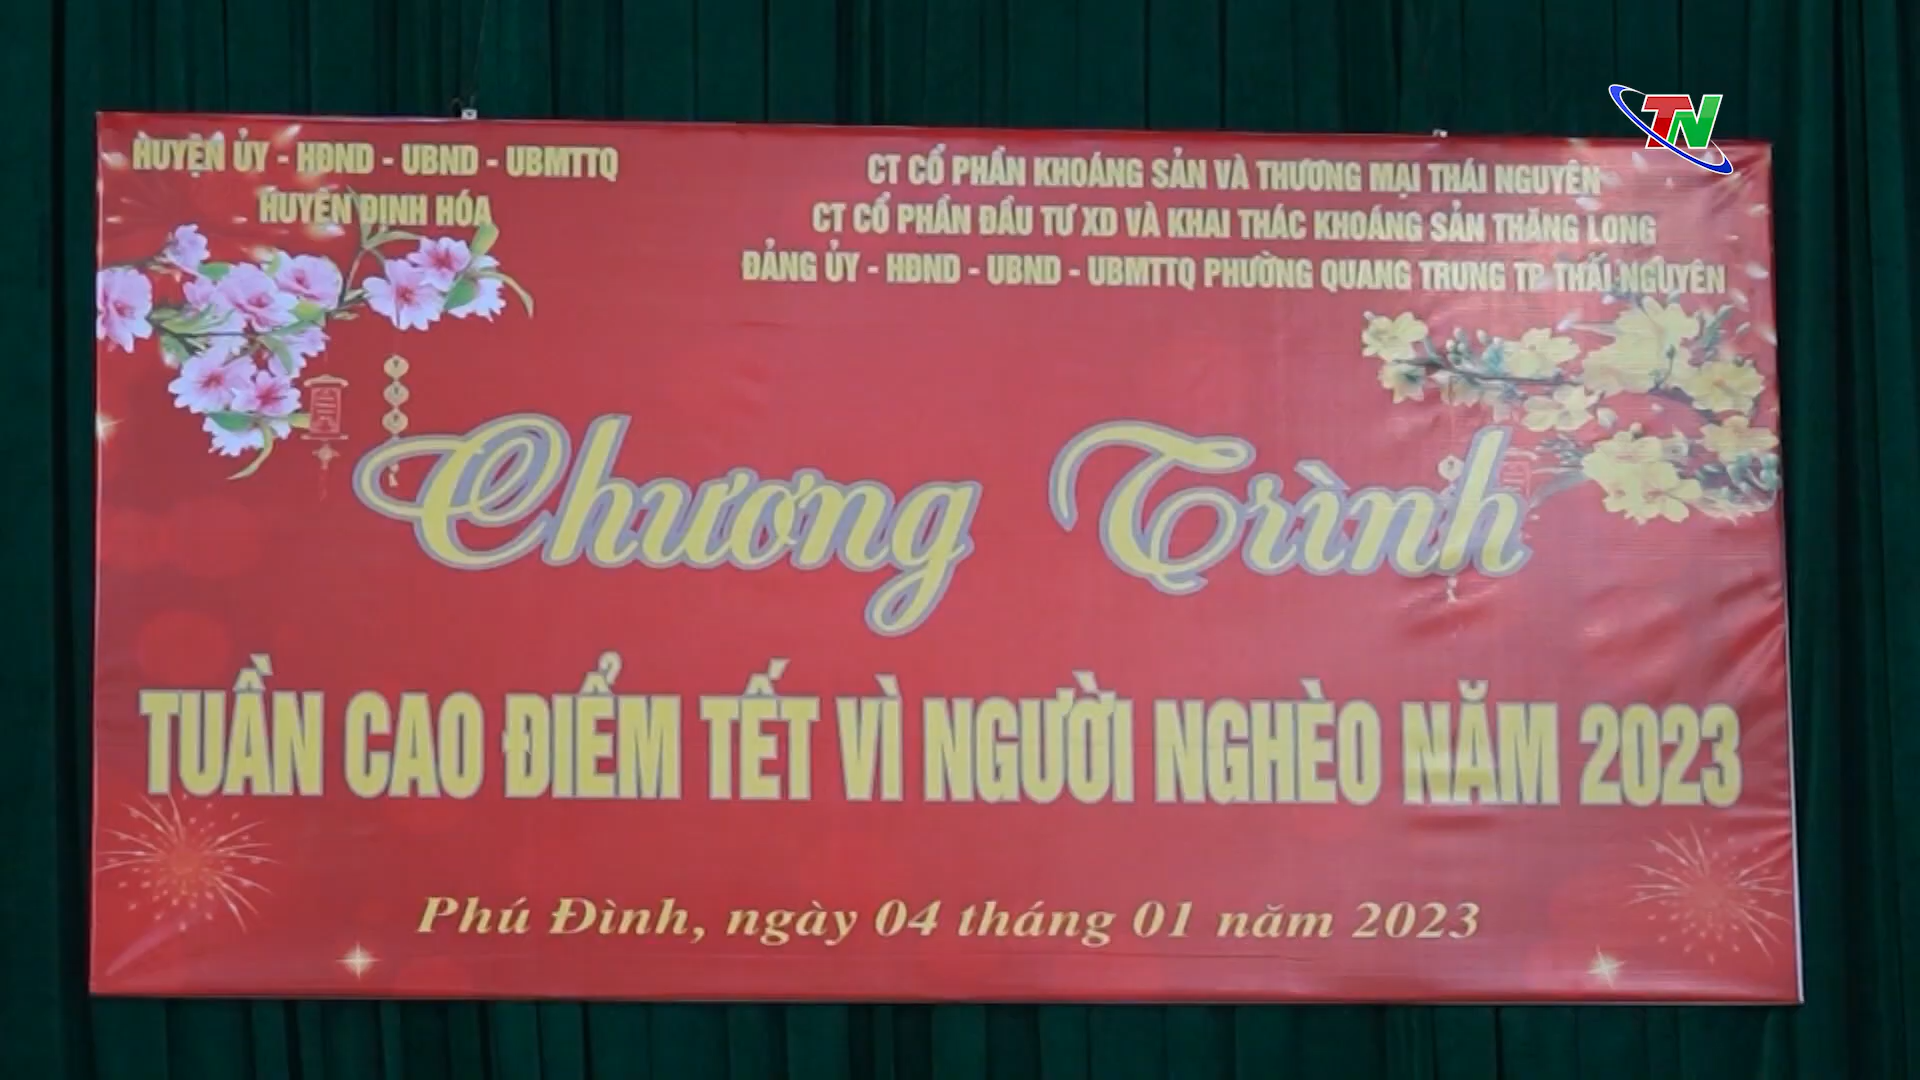 TN
HUYỆN ỦY - HĐND - UBND - UBMTTQ
HUYỆN ĐỊNH HÓA
CT CỔ PHẦN KHOÁNG SẢN VÀ THƯƠNG MẠI THÁI NGUYÊN
CT CỔ PHẦN ĐẦU TƯ XD VÀ KHAI THÁC KHOÁNG SẢN THĂNG LONG
ĐẢNG ỦY - HĐND - UBND - UBMTTQ PHƯỜNG QUANG TRUNG TP THÁI NGUYÊN
Chương Trình
TUẦN CAO ĐIỂM TẾT VÌ NGƯỜI NGHÈO NĂM 2023
Phú Đình, ngày 04 tháng 01 năm 2023